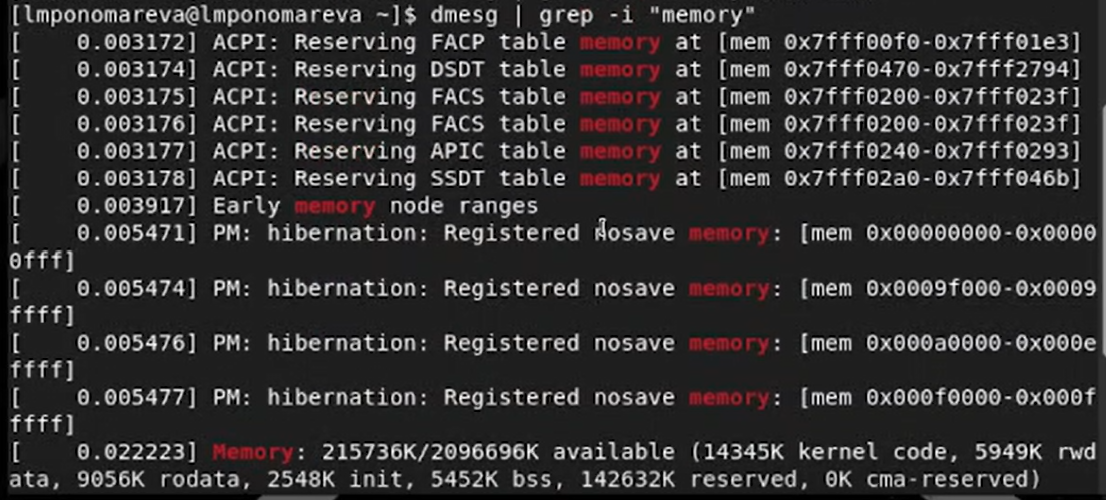 [lmponomareva@lmponomareva ~]$ dmesg | grep -i "memory"
[    0.003172] ACPI: Reserving FACP table memory at [mem 0x7fff00f0-0x7fff01e3]
[    0.003174] ACPI: Reserving DSDT table memory at [mem 0x7fff0470-0x7fff2794]
[    0.003175] ACPI: Reserving FACS table memory at [mem 0x7fff0200-0x7fff023f]
[    0.003176] ACPI: Reserving FACS table memory at [mem 0x7fff0200-0x7fff023f]
[    0.003177] ACPI: Reserving APIC table memory at [mem 0x7fff0240-0x7fff0293]
[    0.003178] ACPI: Reserving SSDT table memory at [mem 0x7fff02a0-0x7fff046b]
[    0.003917] Early memory node ranges
[    0.005471] PM: hibernation: Registered nosave memory: [mem 0x00000000-0x0000
0fff]
[    0.005474] PM: hibernation: Registered nosave memory: [mem 0x0009f000-0x0009
ffff]
[    0.005476] PM: hibernation: Registered nosave memory: [mem 0x000a0000-0x000e
ffff]
[    0.005477] PM: hibernation: Registered nosave memory: [mem 0x000f0000-0x000f
ffff]
[    0.022223] Memory: 215736K/2096696K available (14345K kernel code, 5949K rwd
ata, 9056K rodata, 2548K init, 5452K bss, 142632K reserved, 0K cma-reserved)